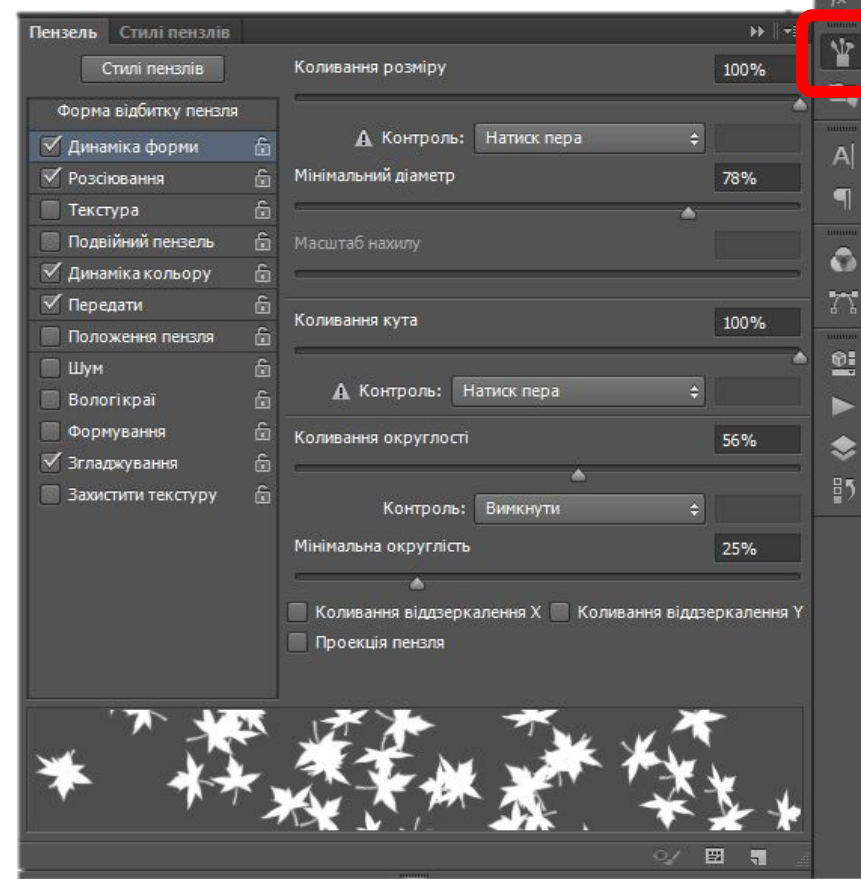 Пензель Стилі пензлів
Стилі пензлів
Форма відбитку пензля
Динаміка форми
Розсіювання
Текстура
Подвійний пензель
Динаміка кольору
Передати
Положення пензля
Шум
Вологі краї
Формування
Згладжування
Захистити текстуру
Коливання розміру 100%
Контроль: Натиск пера
Мінімальний діаметр 78%
Масштаб нахилу
Коливання кута 100%
Контроль: Натиск пера
Коливання округлості 56%
Контроль: Вимкнути
Мінімальна округлість 25%
Коливання віддзеркалення X Коливання віддзеркалення Y
Проекція пензля